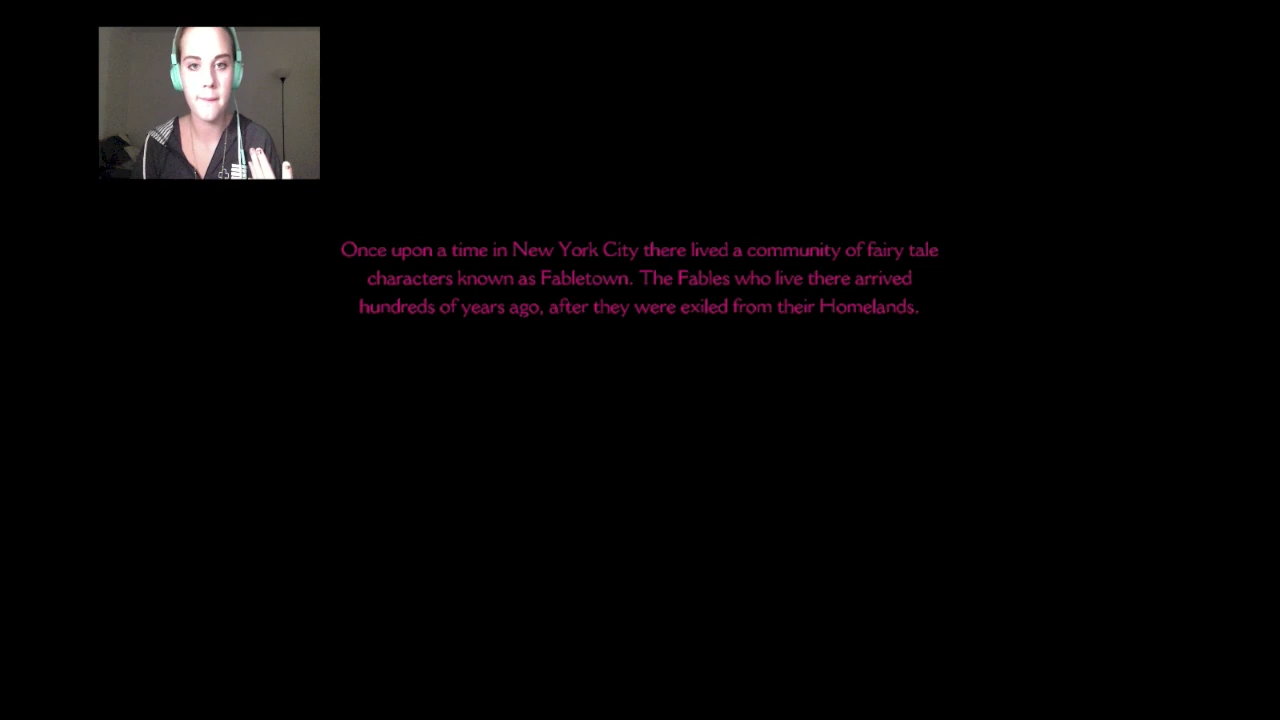 Once upon a time in New York City there lived a community of fairy tale
characters known as Fabletown. The Fables who live there arrived
hundreds of years ago, after they were exiled from their Homelands.